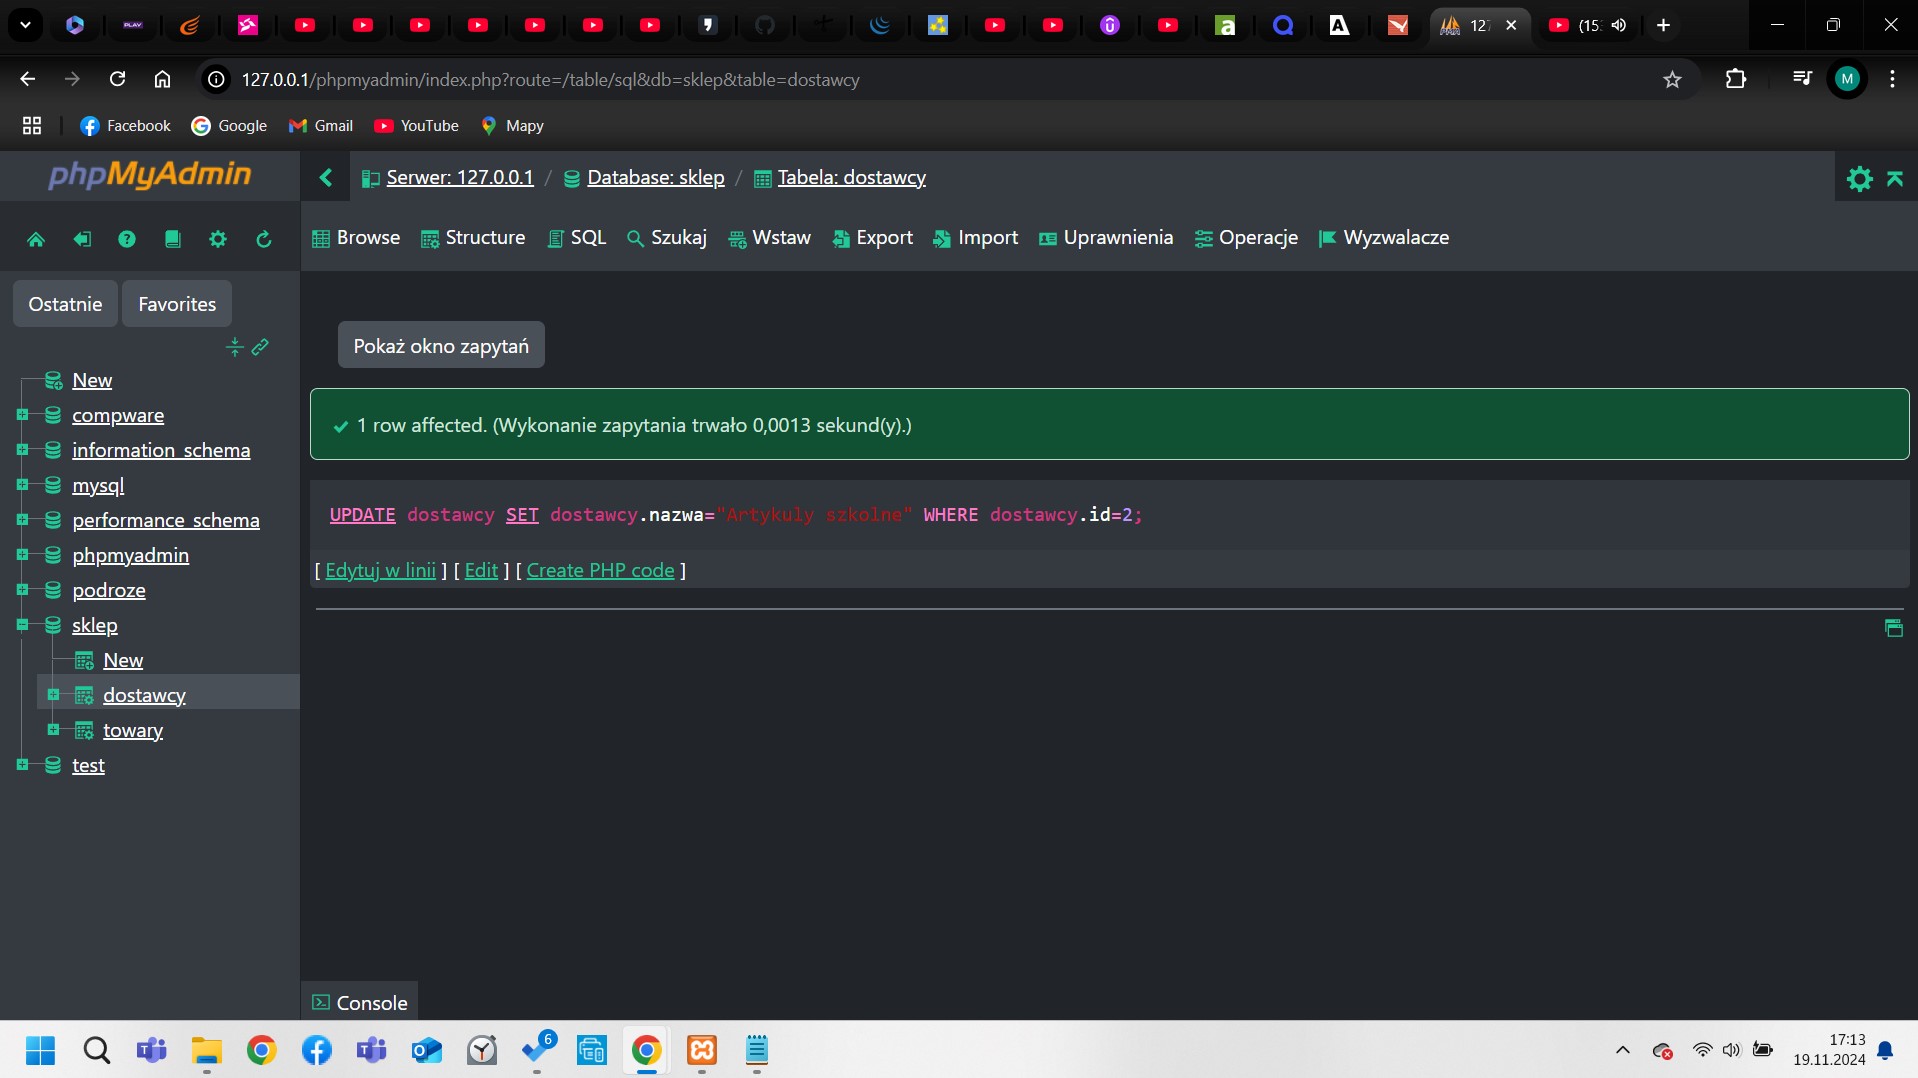 PLAY
127
(15
127.0.0.1/phpmyadmin/index.php?route=/table/sql&db=sklep&table=dostawcy
M
Facebook Google Gmail YouTube Mapy
phpMyAdmin
Serwer: 127.0.0.1 / Database: sklep / Tabela: dostawcy
Browse Structure SQL Szukaj Wstaw Export Import Uprawnienia Operacje Wyzwalacze
Ostatnie Favorites
New
compware
information_schema
mysql
performance_schema
phpmyadmin
podroze
sklep
New
dostawcy
towary
test
Pokaż okno zapytań
1 row affected. (Wykonanie zapytania trwało 0,0013 sekund(y).)
UPDATE dostawcy SET dostawcy.nazwa="Artykuly szkolne" WHERE dostawcy.id=2;
[ Edytuj w linii ] [ Edit ] [ Create PHP code ]
Console
6
17:13
19.11.2024